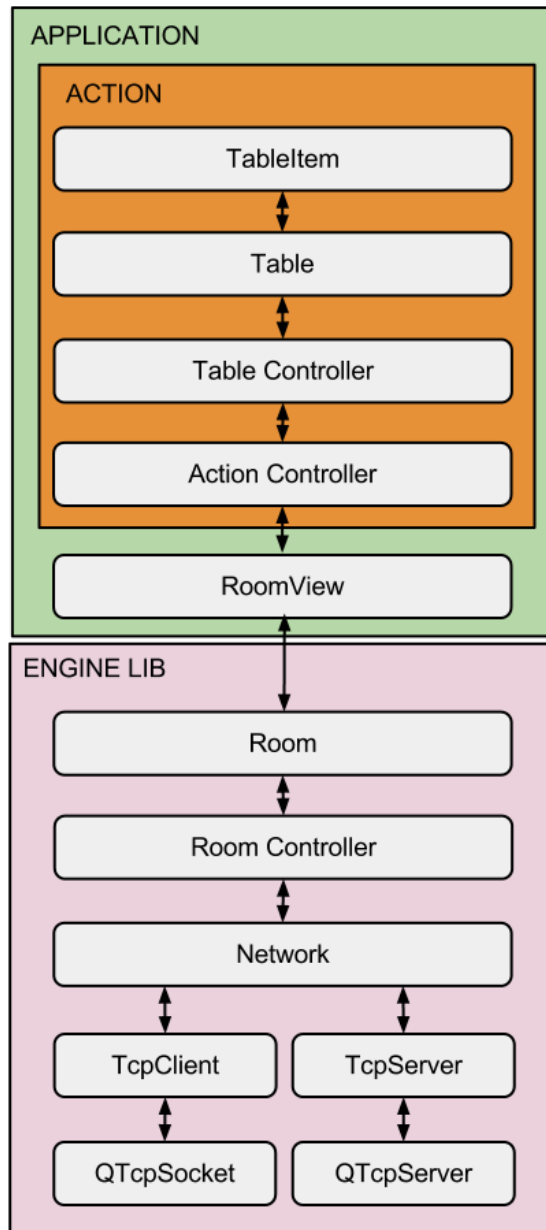 APPLICATION
ACTION
TableItem
Table
Table Controller
Action Controller
RoomView
ENGINE LIB
Room
Room Controller
Network
TcpClient
TcpServer
QTcpSocket
QTcpServer